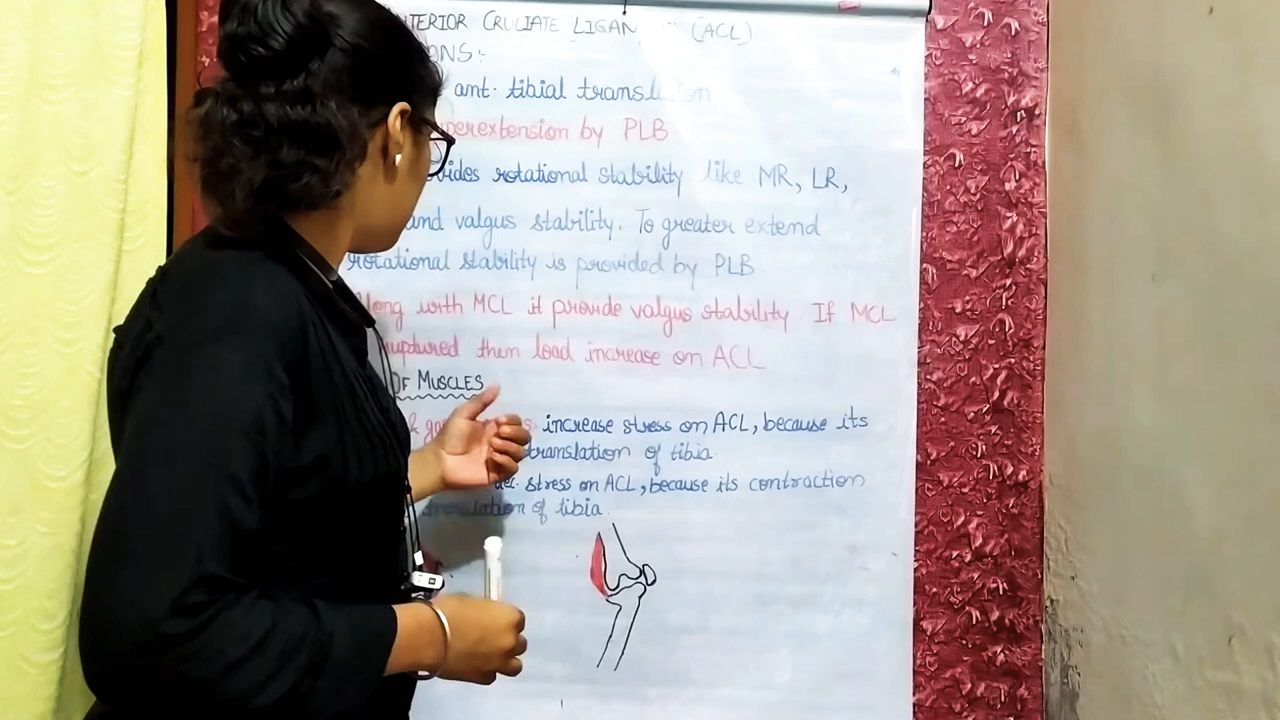 NTERIOR CRUCIATE LIGAN (ACL)
ONS:-
ant. tibial transl on
perextension by PLB
vides rotational stability like MR, LR,
and valgus stability. To greater extend
rotational stability is provided by PLB
long with MCL it provide valgus stability If MCL
ruptured then load increase on ACL
OF MUSCLES
increase stress on ACL, because its
translation of tibia.
stress on ACL, because its contraction
lation of tibia.